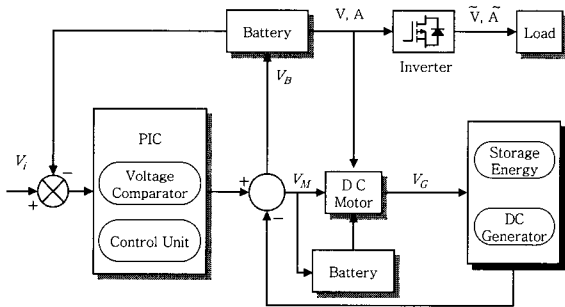 Battery
V, A
Ṽ, Ã
Load
Inverter
V_B
PIC
V_i
−
+
Voltage
Comparator
Control Unit
+
−
V_M
D C
Motor
V_G
Storage
Energy
DC
Generator
Battery